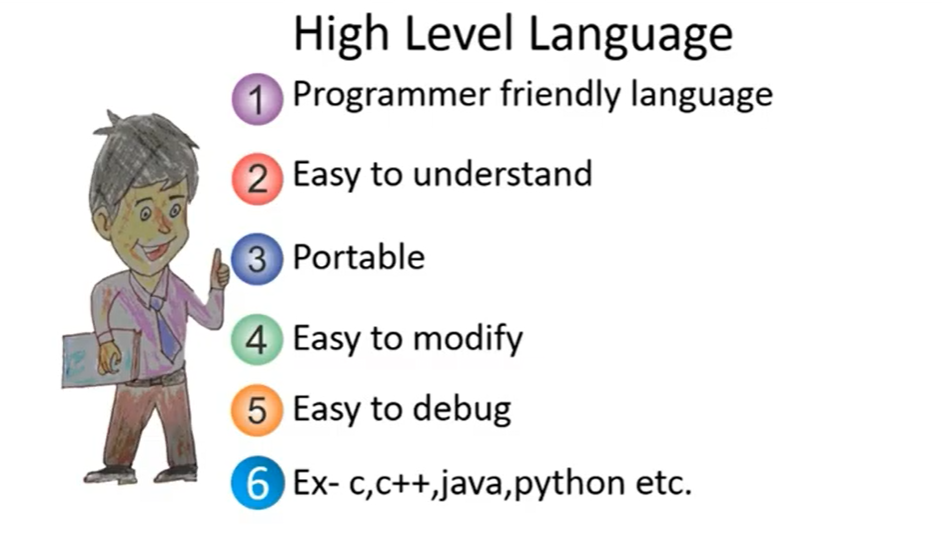 High Level Language
1 Programmer friendly language
2 Easy to understand
3 Portable
4 Easy to modify
5 Easy to debug
6 Ex- c,c++,java,python etc.